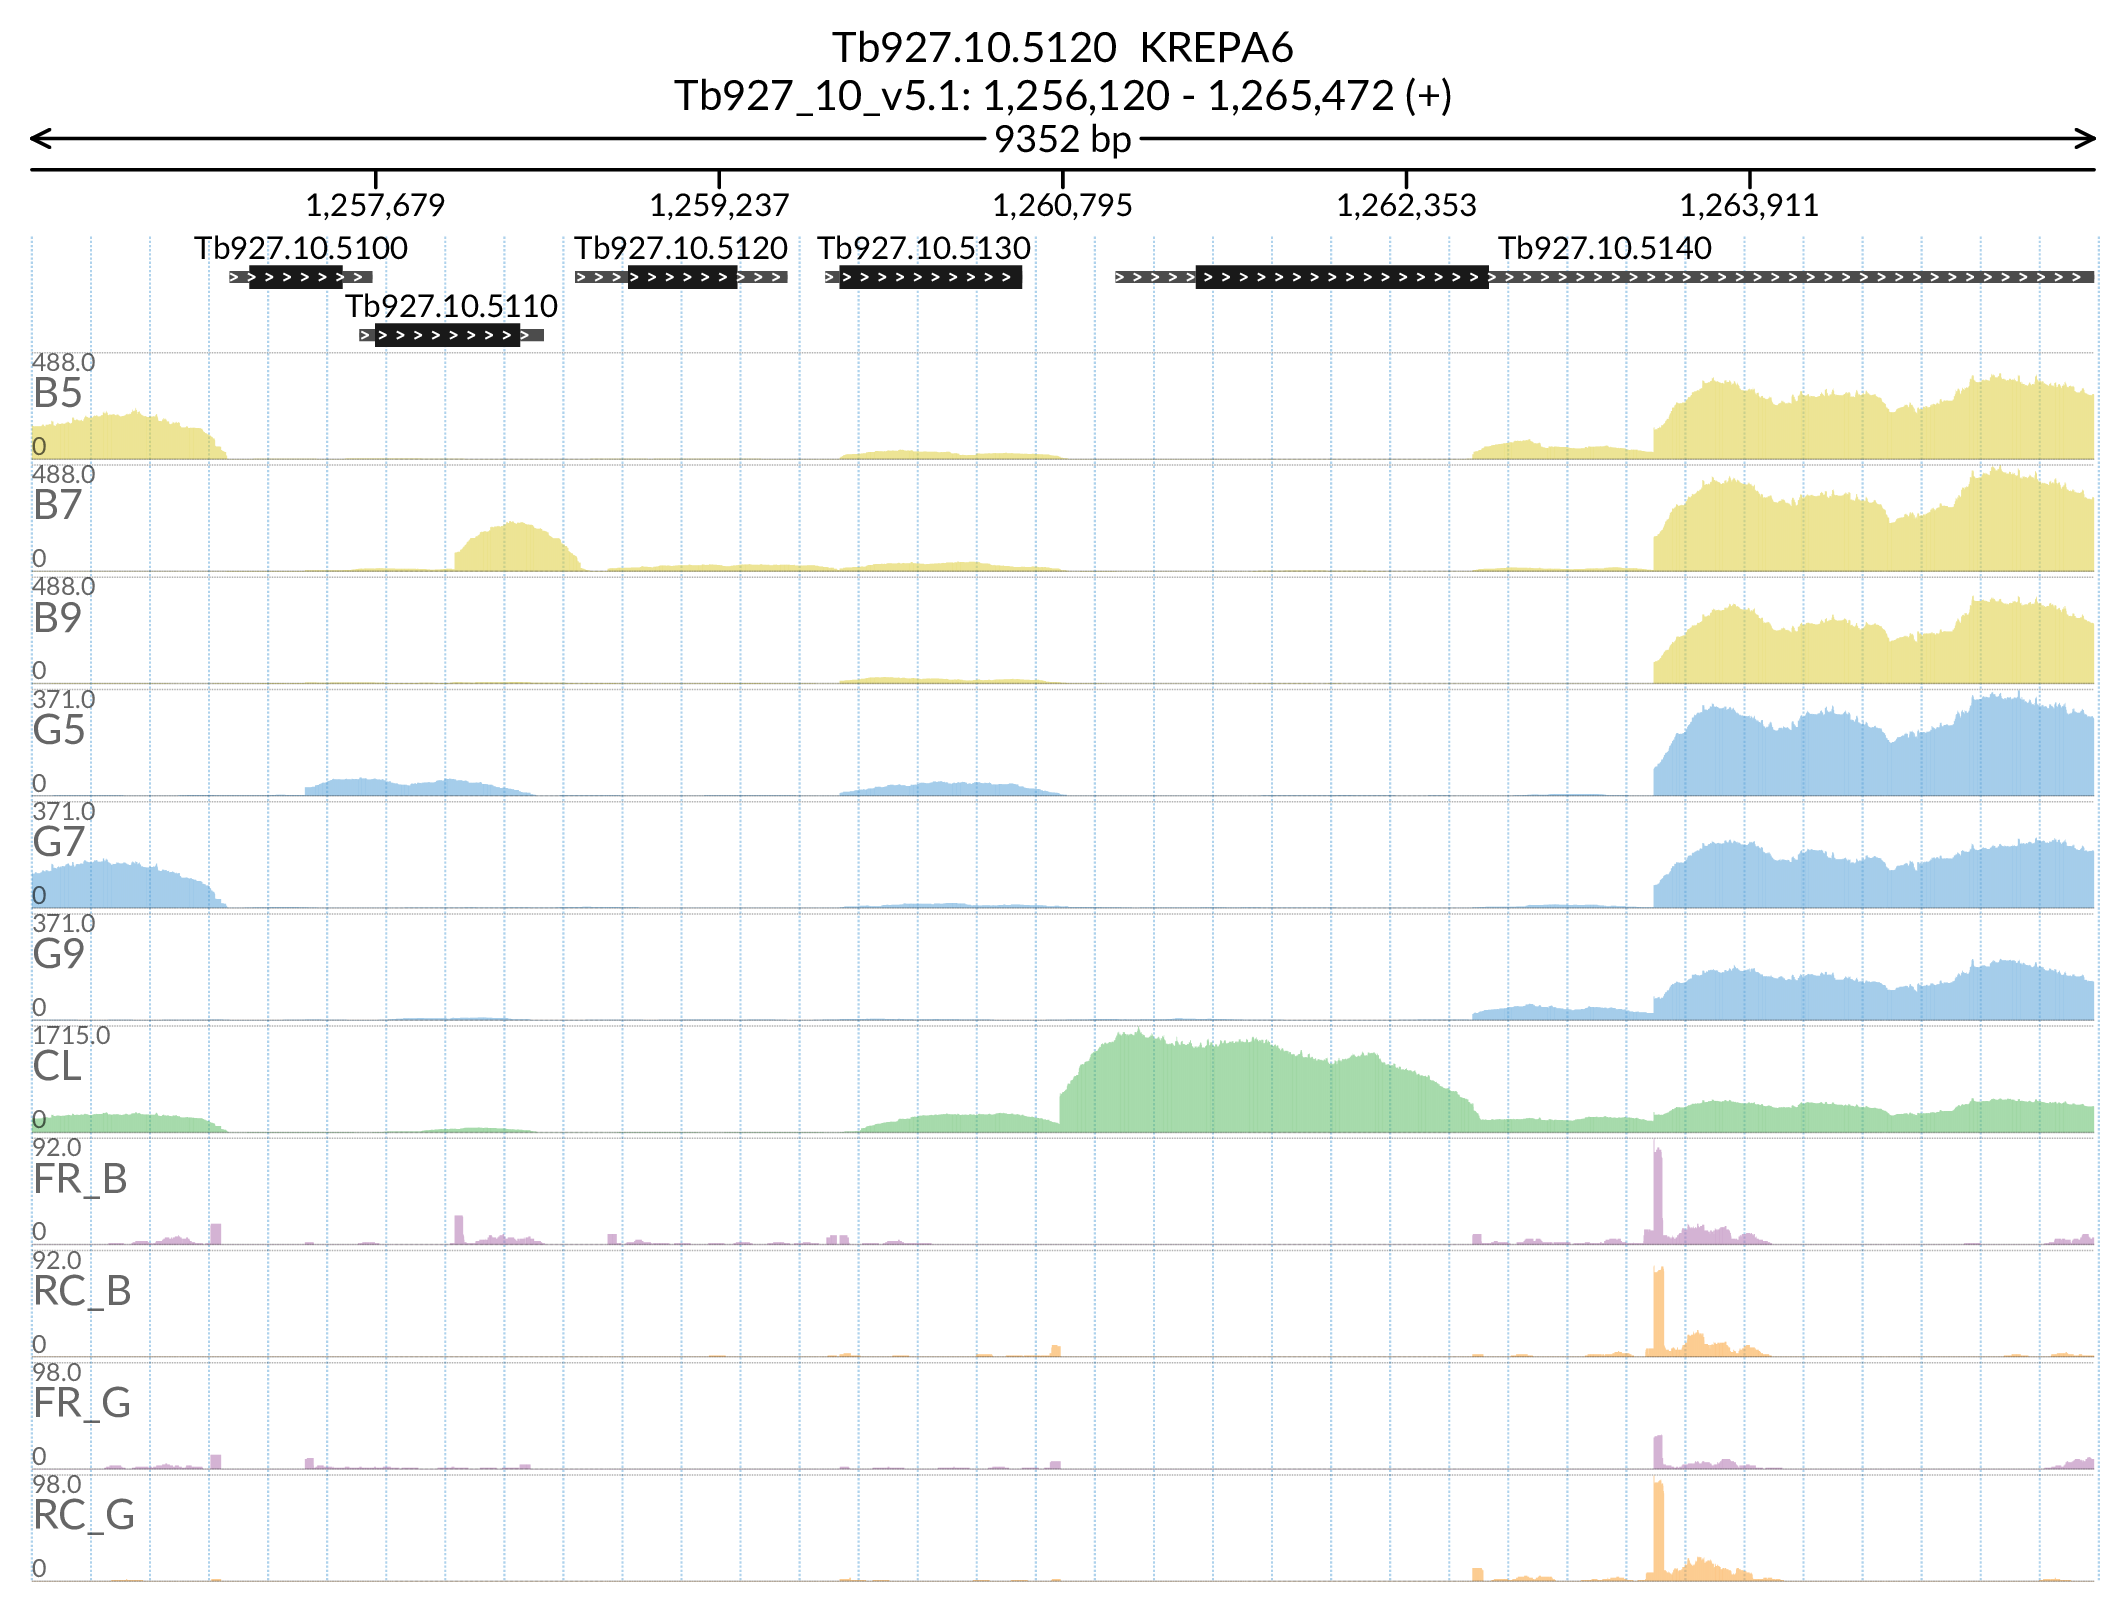 Tb927.10.5120  KREPA6
Tb927_10_v5.1: 1,256,120 - 1,265,472 (+)
9352 bp
1,257,679 1,259,237 1,260,795 1,262,353 1,263,911
Tb927.10.5100 Tb927.10.5120 Tb927.10.5130 Tb927.10.5140
Tb927.10.5110
488.0
B5
0
488.0
B7
0
488.0
B9
0
371.0
G5
0
371.0
G7
0
371.0
G9
0
1715.0
CL
0
92.0
FR_B
0
92.0
RC_B
0
98.0
FR_G
0
98.0
RC_G
0